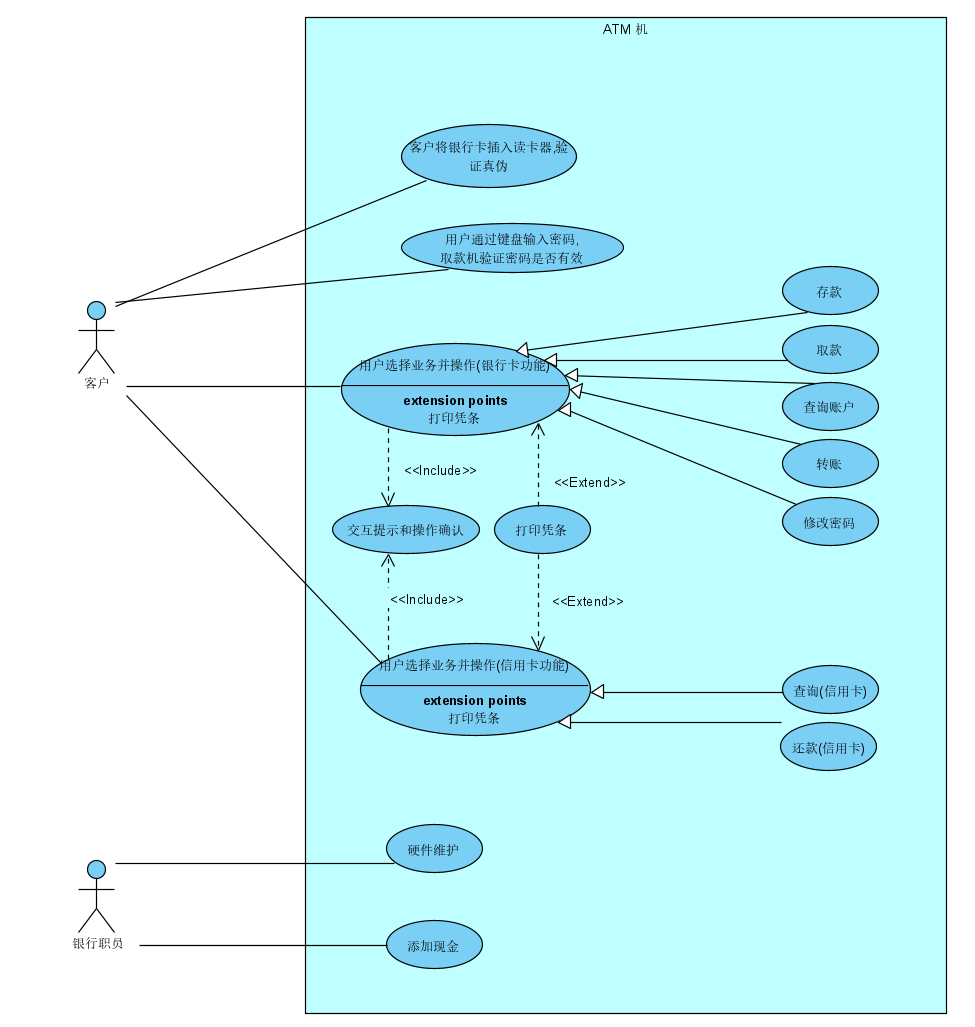 ATM 机
客户将银行卡插入读卡器,验
证真伪
用户通过键盘输入密码,
取款机验证密码是否有效
存款
取款
用户选择业务并操作(银行卡功能)
extension points
打印凭条
客户
查询账户
转账
修改密码
<<Include>>
<<Extend>>
交互提示和操作确认
打印凭条
<<Include>>
<<Extend>>
用户选择业务并操作(信用卡功能)
extension points
打印凭条
查询(信用卡)
还款(信用卡)
硬件维护
银行职员
添加现金